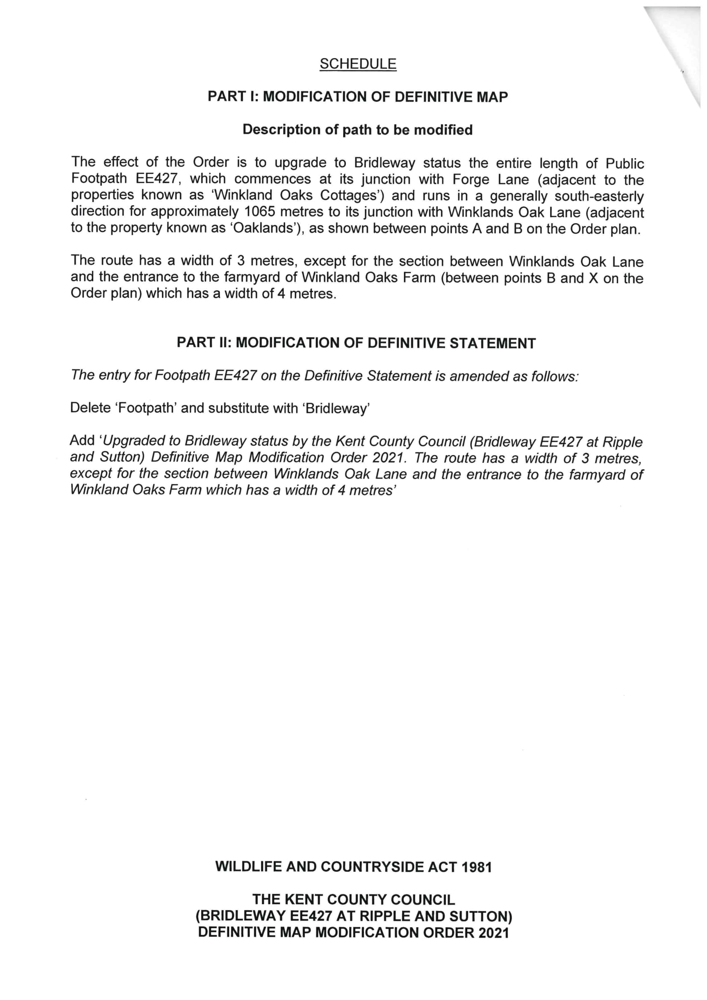 SCHEDULE
PART I: MODIFICATION OF DEFINITIVE MAP
Description of path to be modified
The effect of the Order is to upgrade to Bridleway status the entire length of Public
Footpath EE427, which commences at its junction with Forge Lane (adjacent to the
properties known as ‘Winkland Oaks Cottages’) and runs in a generally south-easterly
direction for approximately 1065 metres to its junction with Winklands Oak Lane (adjacent
to the property known as ‘Oaklands’), as shown between points A and B on the Order plan.
The route has a width of 3 metres, except for the section between Winklands Oak Lane
and the entrance to the farmyard of Winkland Oaks Farm (between points B and X on the
Order plan) which has a width of 4 metres.
PART II: MODIFICATION OF DEFINITIVE STATEMENT
The entry for Footpath EE427 on the Definitive Statement is amended as follows:
Delete ‘Footpath’ and substitute with ‘Bridleway’
Add ‘Upgraded to Bridleway status by the Kent County Council (Bridleway EE427 at Ripple
and Sutton) Definitive Map Modification Order 2021. The route has a width of 3 metres,
except for the section between Winklands Oak Lane and the entrance to the farmyard of
Winkland Oaks Farm which has a width of 4 metres’
WILDLIFE AND COUNTRYSIDE ACT 1981
THE KENT COUNTY COUNCIL
(BRIDLEWAY EE427 AT RIPPLE AND SUTTON)
DEFINITIVE MAP MODIFICATION ORDER 2021